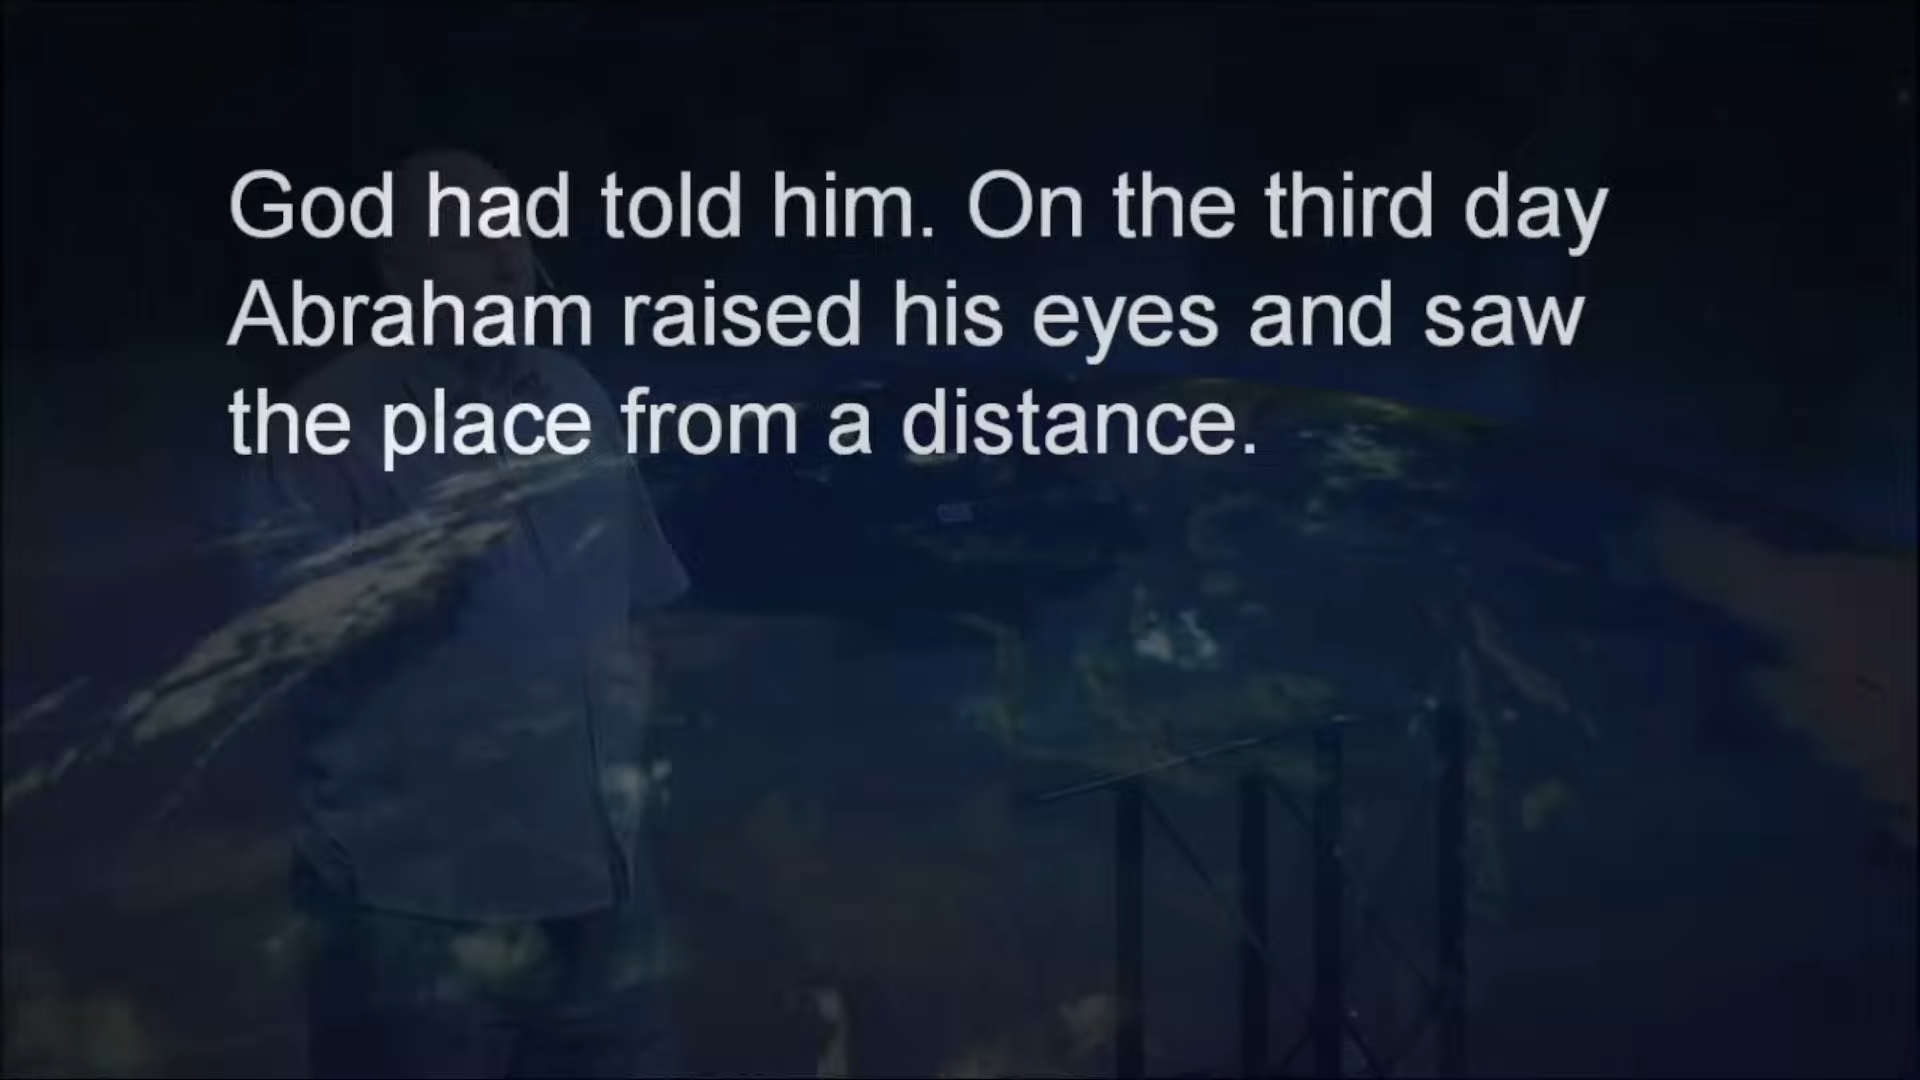 God had told him. On the third day
Abraham raised his eyes and saw
the place from a distance.